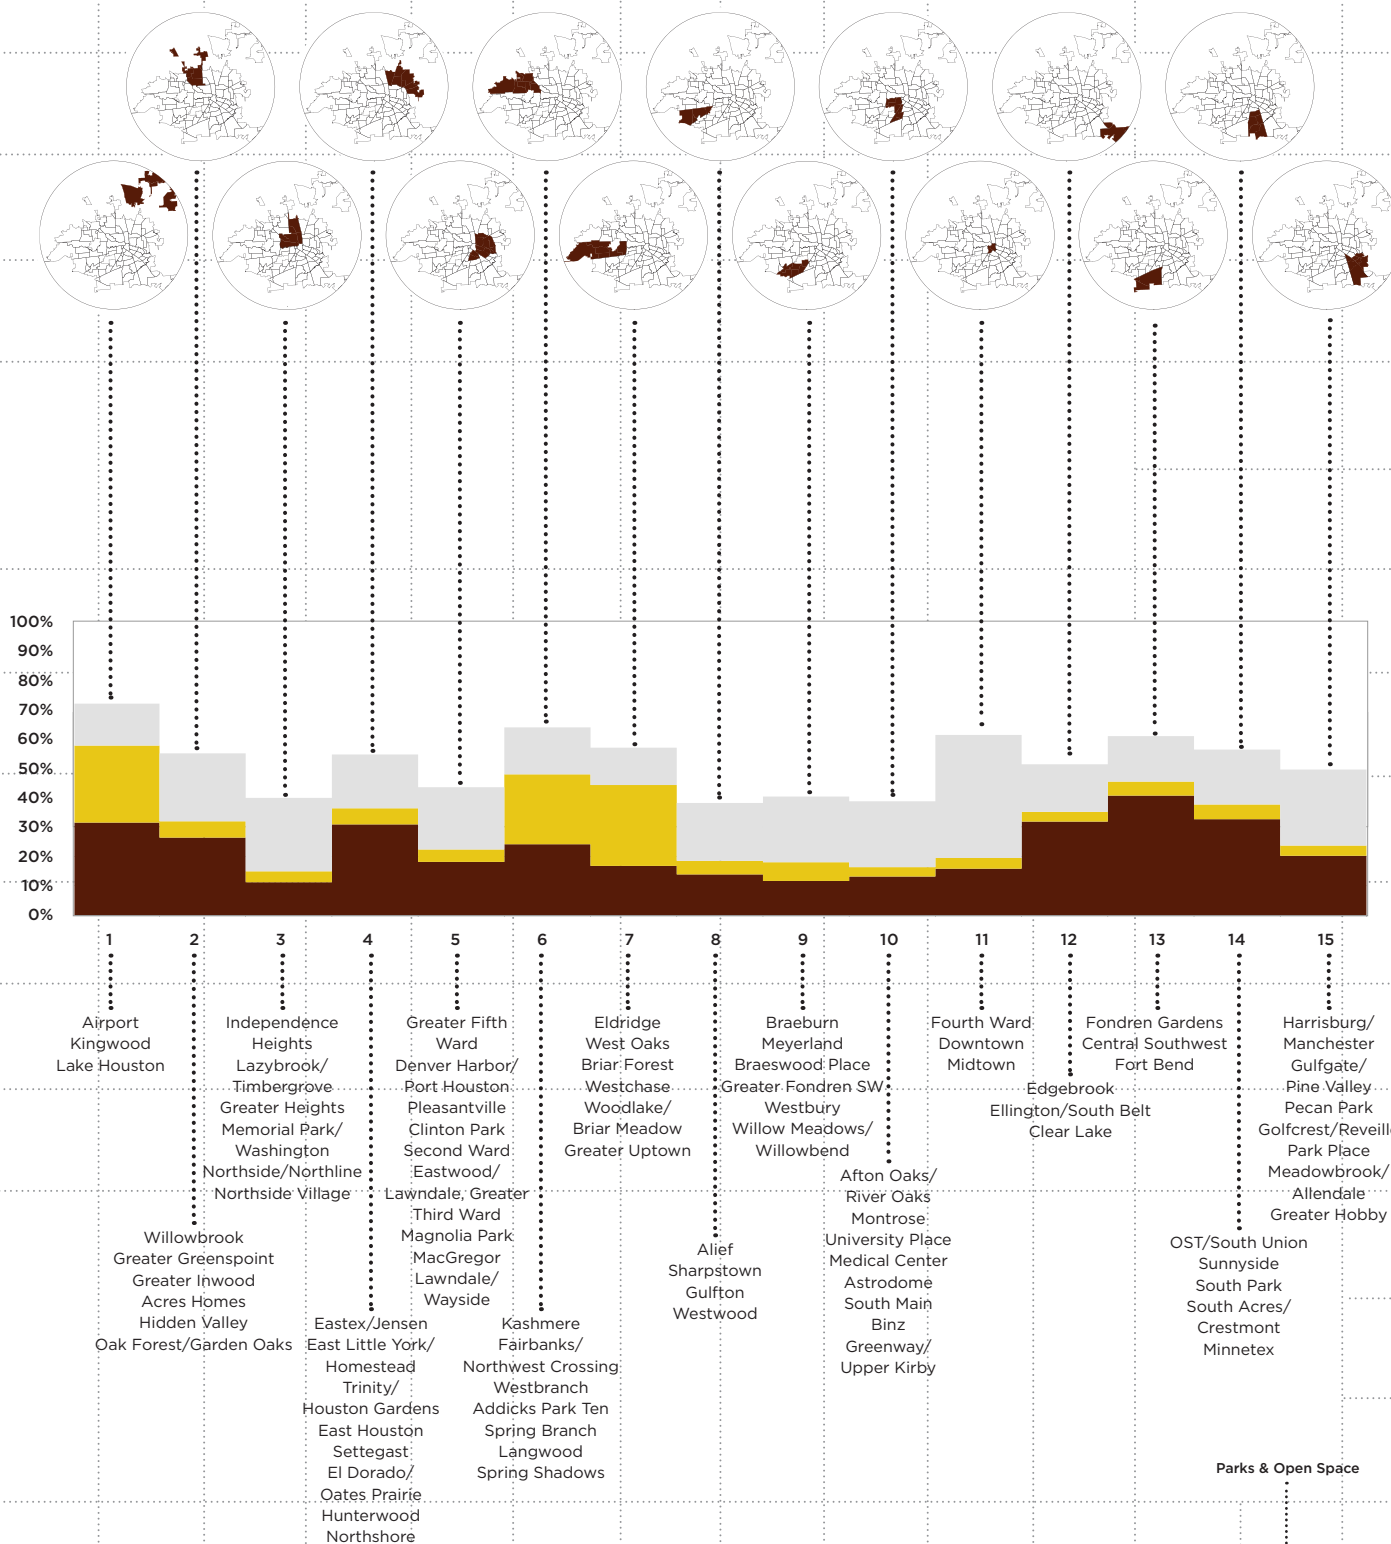 100%
90%
80%
70%
60%
50%
40%
30%
20%
10%
0%
1
2
3
4
5
6
7
8
9
10
11
12
13
14
15
Airport
Kingwood
Lake Houston
Willowbrook
Greater Greenspoint
Greater Inwood
Acres Homes
Hidden Valley
Oak Forest/Garden Oaks
Independence
Heights
Lazybrook/
Timbergrove
Greater Heights
Memorial Park/
Washington
Northside/Northline
Northside Village
Eastex/Jensen
East Little York/
Homestead
Trinity/
Houston Gardens
East Houston
Settegast
El Dorado/
Oates Prairie
Hunterwood
Northshore
Greater Fifth
Ward
Denver Harbor/
Port Houston
Pleasantville
Clinton Park
Second Ward
Eastwood/
Lawndale, Greater
Third Ward
Magnolia Park
MacGregor
Lawndale/
Wayside
Kashmere
Fairbanks/
Northwest Crossing
Westbranch
Addicks Park Ten
Spring Branch
Langwood
Spring Shadows
Eldridge
West Oaks
Briar Forest
Westchase
Woodlake/
Briar Meadow
Greater Uptown
Alief
Sharpstown
Gulfton
Westwood
Braeburn
Meyerland
Braeswood Place
Greater Fondren SW
Westbury
Willow Meadows/
Willowbend
Afton Oaks/
River Oaks
Montrose
University Place
Medical Center
Astrodome
South Main
Binz
Greenway/
Upper Kirby
Fourth Ward
Downtown
Midtown
Edgebrook
Ellington/South Belt
Clear Lake
Fondren Gardens
Central Southwest
Fort Bend
OST/South Union
Sunnyside
South Park
South Acres/
Crestmont
Minnetex
Harrisburg/
Manchester
Gulfgate/
Pine Valley
Pecan Park
Golfcrest/Reveill
Park Place
Meadowbrook/
Allendale
Greater Hobby
Parks & Open Space